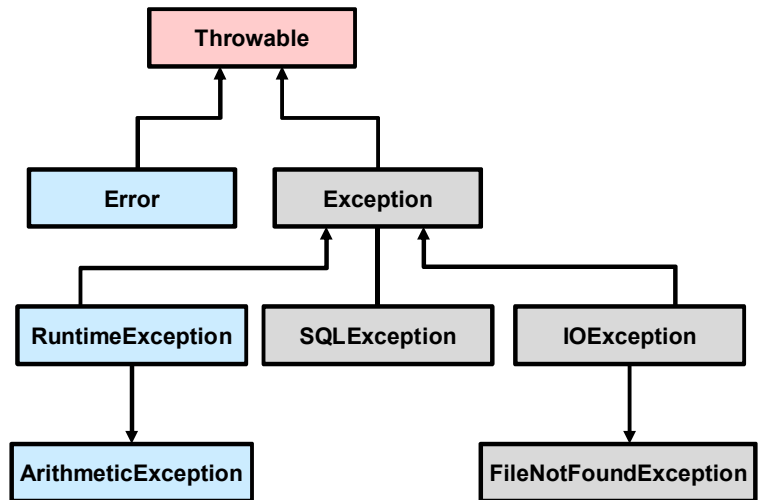 Throwable
Error
Exception
RuntimeException
SQLException
IOException
ArithmeticException
FileNotFoundException